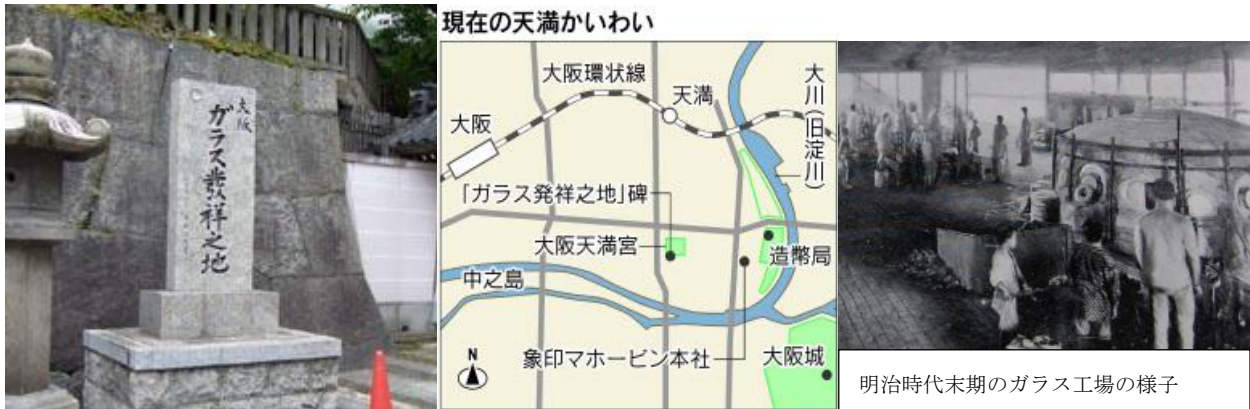 大阪
ガラス發祥之地
現在の天満かいわい
大阪環状線
天満
大川(旧淀川)
大阪
「ガラス発祥之地」碑
大阪天満宮
造幣局
中之島
N
象印マホービン本社
大阪城
明治時代末期のガラス工場の様子